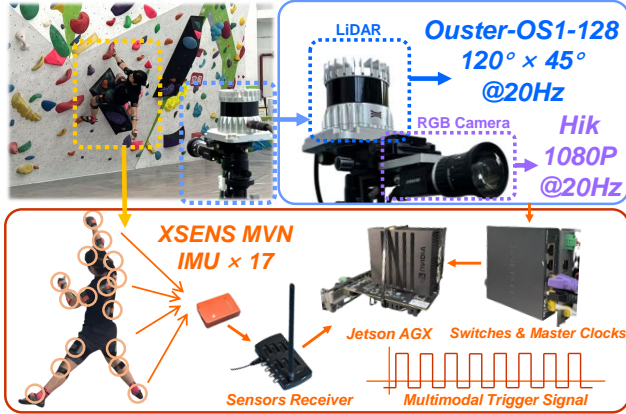 LiDAR
Ouster-OS1-128
120° × 45°
@20Hz
RGB Camera
Hik
1080P
@20Hz
XSENS MVN
IMU × 17
NVIDIA
Jetson AGX
Switches & Master Clocks
Sensors Receiver
Multimodal Trigger Signal